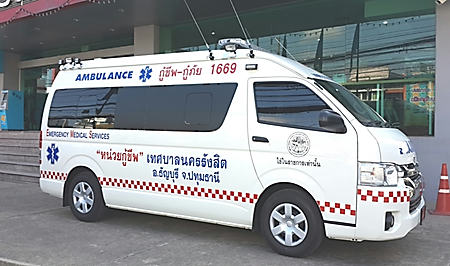 AMBULANCE กู้ชีพ-กู้ภัย 1669
EMERGENCY MEDICAL SERVICES
"หน่วยกู้ชีพ" เทศบาลนครรังสิต
อ.ธัญบุรี จ.ปทุมธานี
ใช้ในราชการเท่านั้น